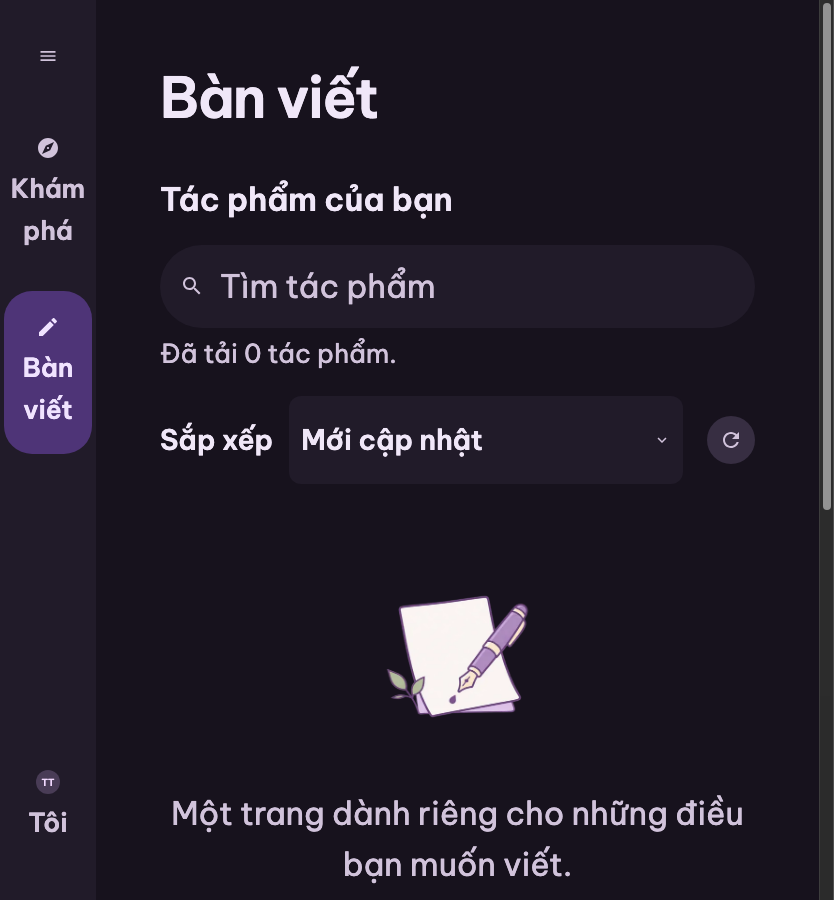 Khám
phá
Bàn
viết
TT
Tôi
Bàn viết
Tác phẩm của bạn
Tìm tác phẩm
Đã tải 0 tác phẩm.
Sắp xếp
Mới cập nhật
Một trang dành riêng cho những điều
bạn muốn viết.